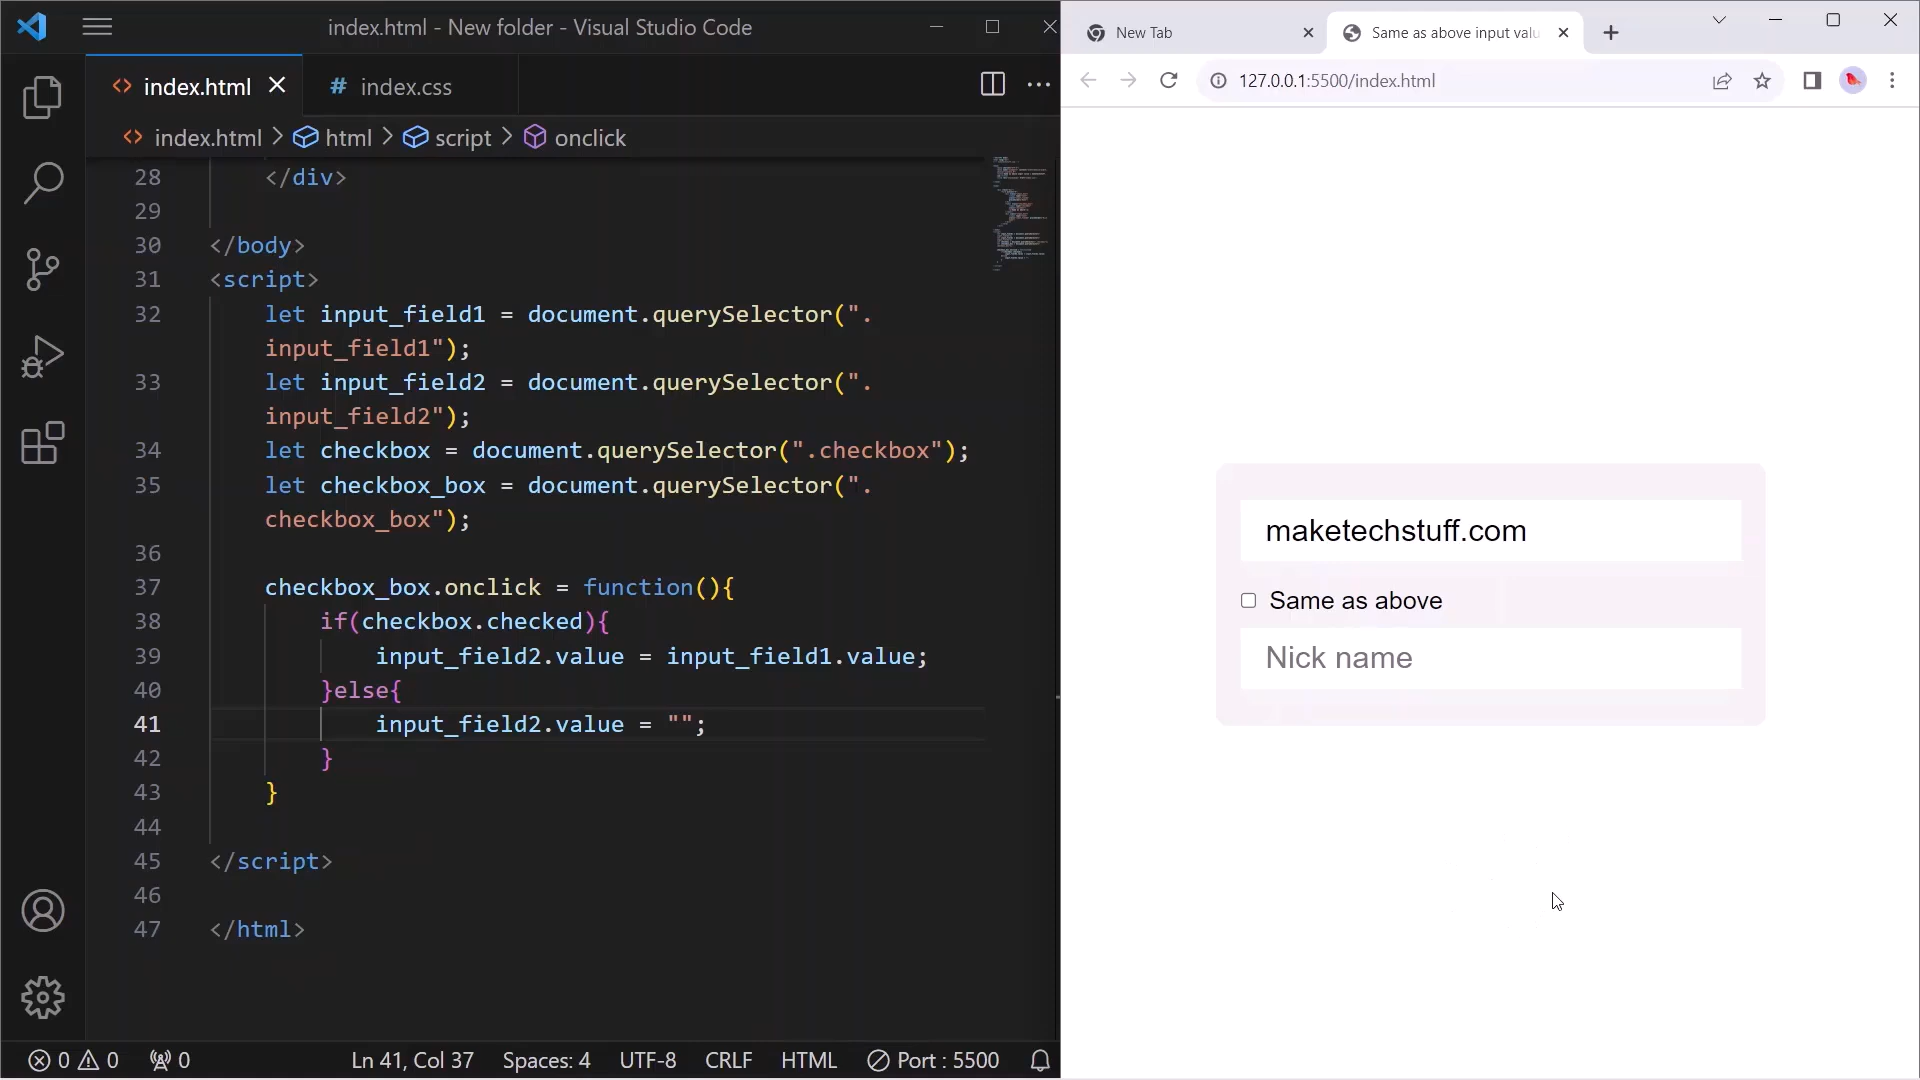 index.html - New folder - Visual Studio Code
index.html
# index.css
index.html > html > script > onclick
28 </div>
29
30 </body>
31 <script>
32 let input_field1 = document.querySelector(".
input_field1");
33 let input_field2 = document.querySelector(".
input_field2");
34 let checkbox = document.querySelector(".checkbox");
35 let checkbox_box = document.querySelector(".
checkbox_box");
36
37 checkbox_box.onclick = function(){
38 if(checkbox.checked){
39 input_field2.value = input_field1.value;
40 }else{
41 input_field2.value = "";
42 }
43 }
44
45 </script>
46
47 </html>
0 0 0 Ln 41, Col 37 Spaces: 4 UTF-8 CRLF HTML Port : 5500
New Tab
Same as above input valu
127.0.0.1:5500/index.html
maketechstuff.com
Same as above
Nick name